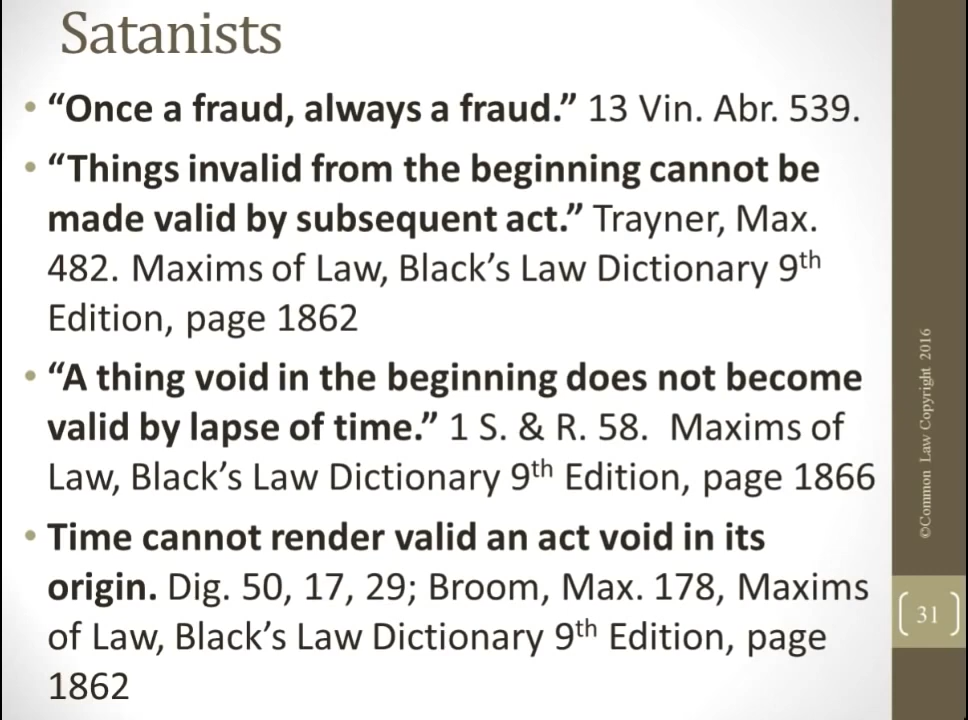 Satanists
• “Once a fraud, always a fraud.” 13 Vin. Abr. 539.
• “Things invalid from the beginning cannot be
made valid by subsequent act.” Trayner, Max.
482. Maxims of Law, Black’s Law Dictionary 9th
Edition, page 1862
• “A thing void in the beginning does not become
valid by lapse of time.” 1 S. & R. 58. Maxims of
Law, Black’s Law Dictionary 9th Edition, page 1866
• Time cannot render valid an act void in its
origin. Dig. 50, 17, 29; Broom, Max. 178, Maxims
of Law, Black’s Law Dictionary 9th Edition, page
1862
©Common Law Copyright 2016
31